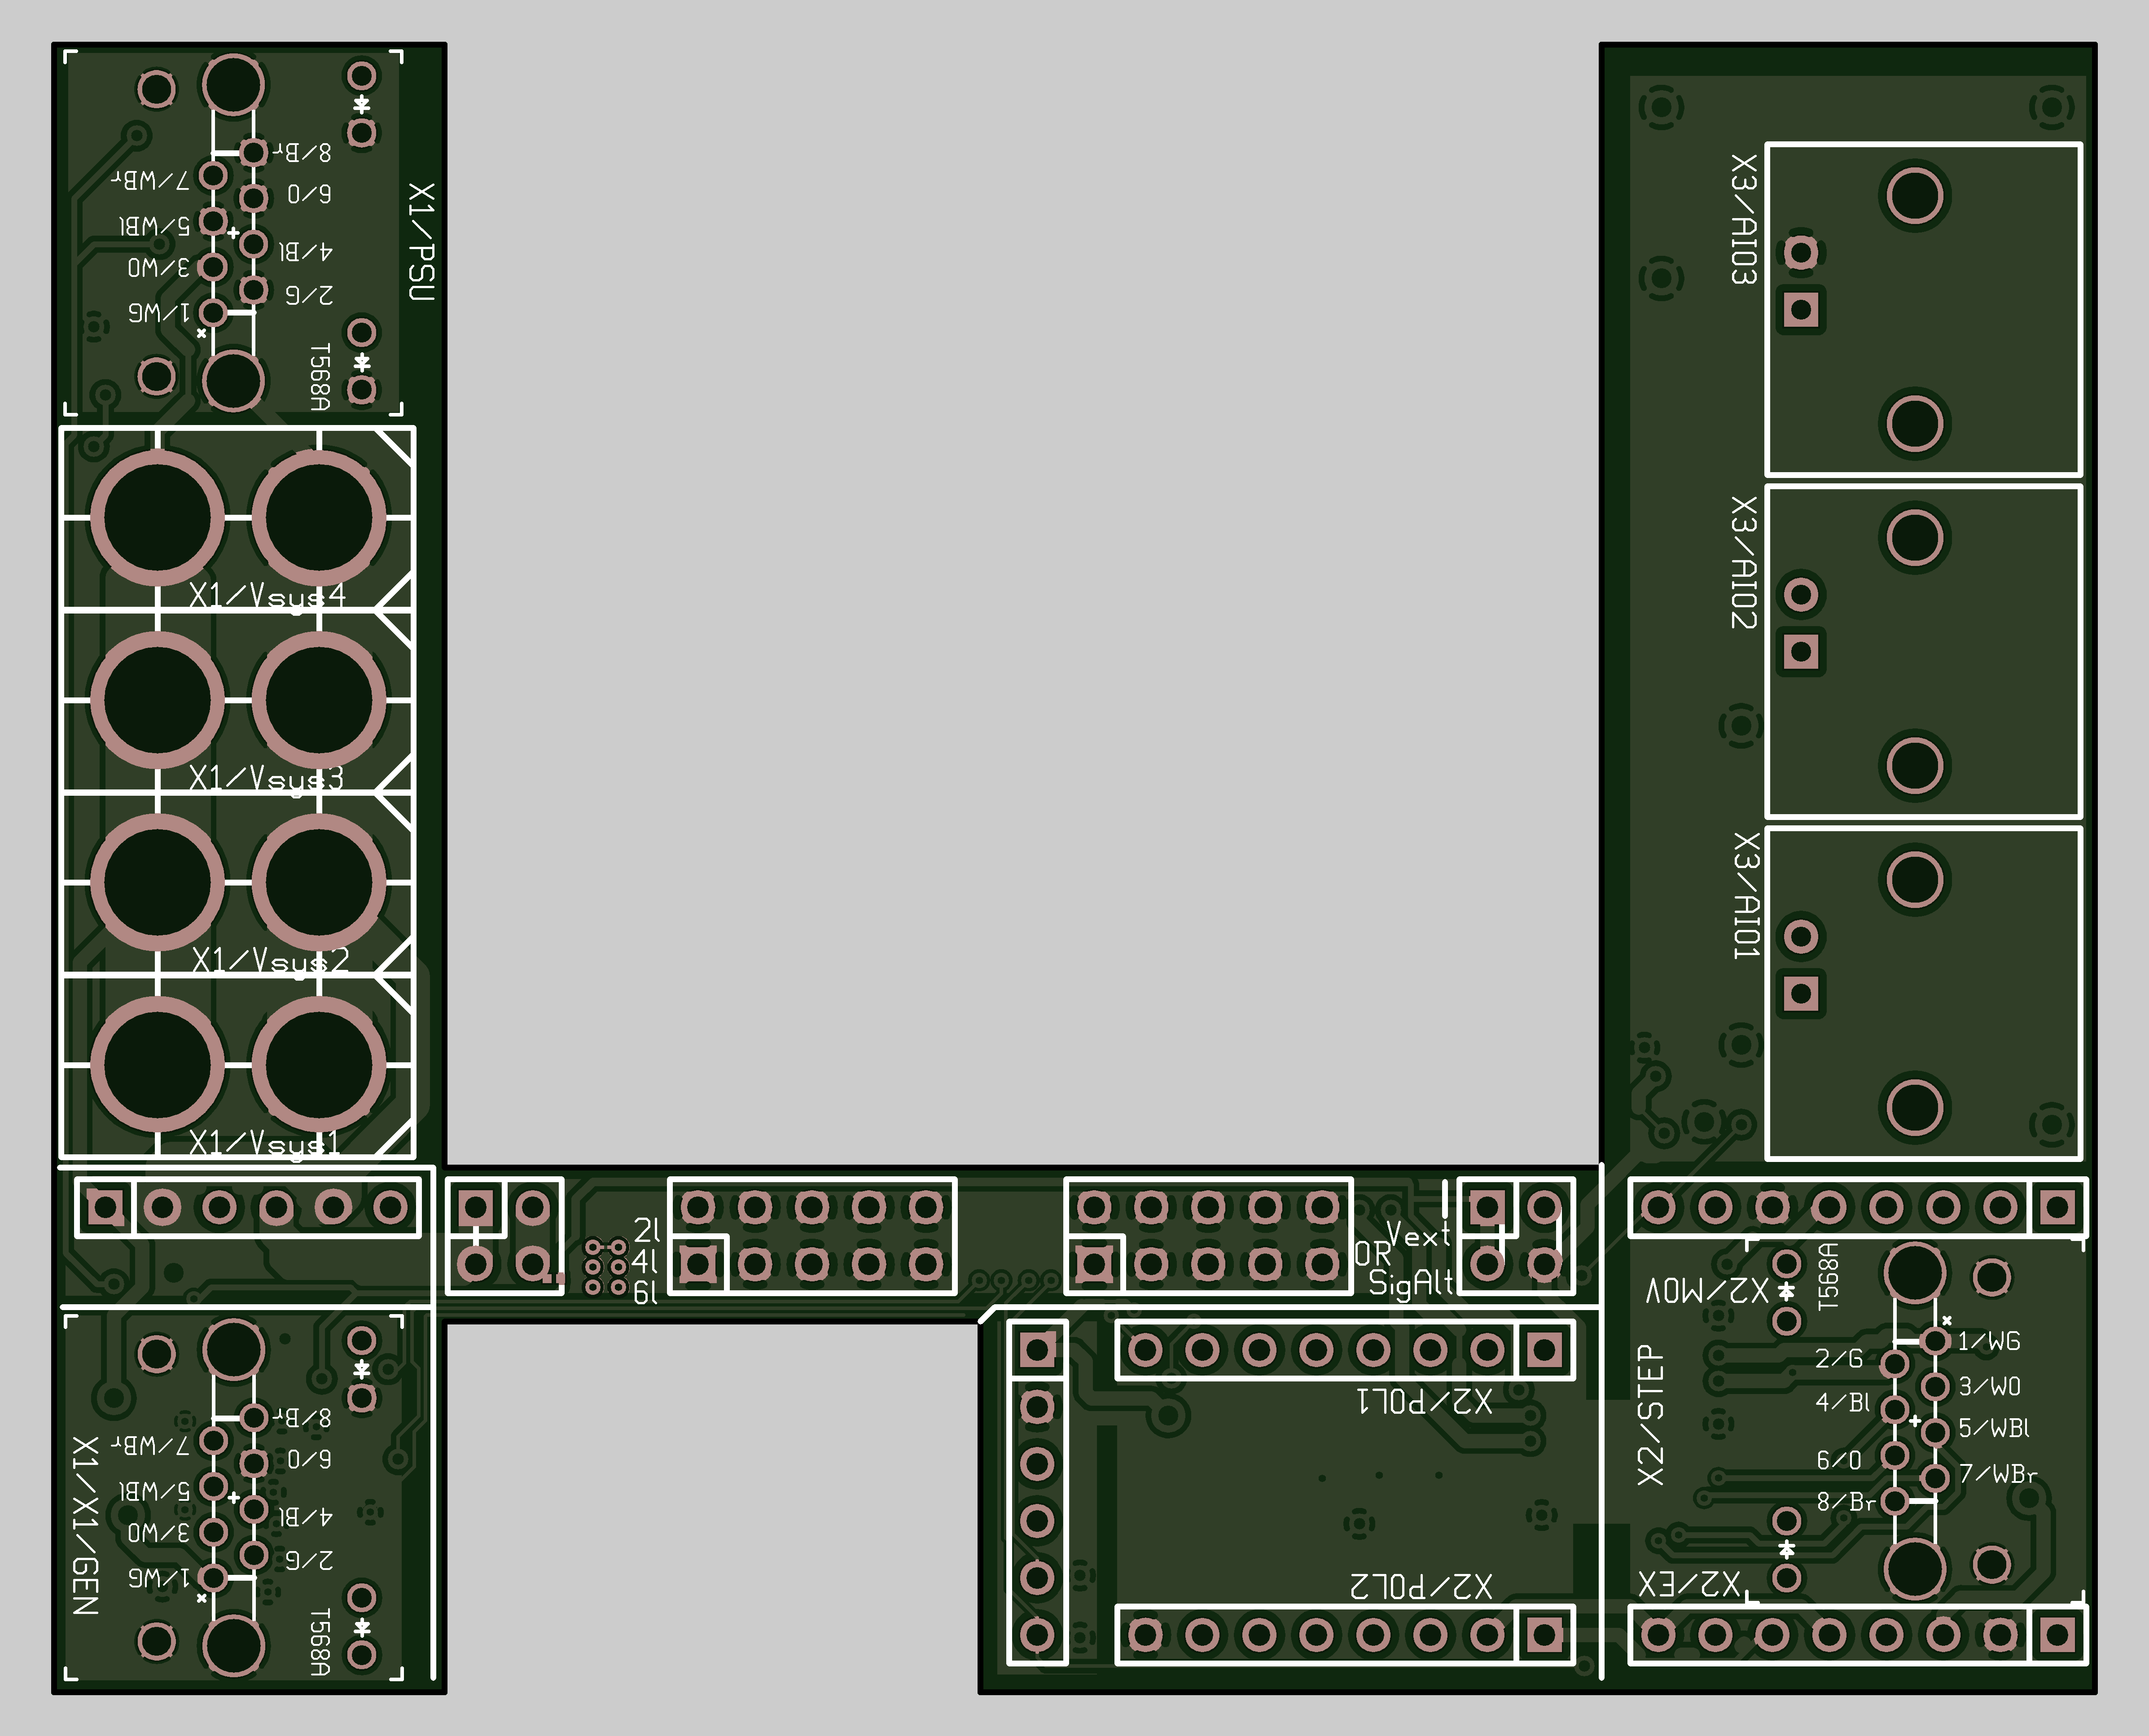 8/Br
7/WBr
6/O
5/WBl
4/Bl
3/WO
2/G
1/WG
X1/PSU
T568A
X1/Vsys4
X1/Vsys3
X1/Vsys2
X1/Vsys1
X3/AIO3
X3/AIO2
X3/AIO1
2l
4l
6l
Vext
OR
SigAlt
8/Br
7/WBr
6/O
5/WBl
4/Bl
3/WO
2/G
1/WG
X1/X1/GEN
T568A
X2/POL1
X2/POL2
X2/MOV
T568A
X2/STEP
1/WG
2/G
3/WO
4/Bl
5/WBl
6/O
7/WBr
8/Br
X2/EX